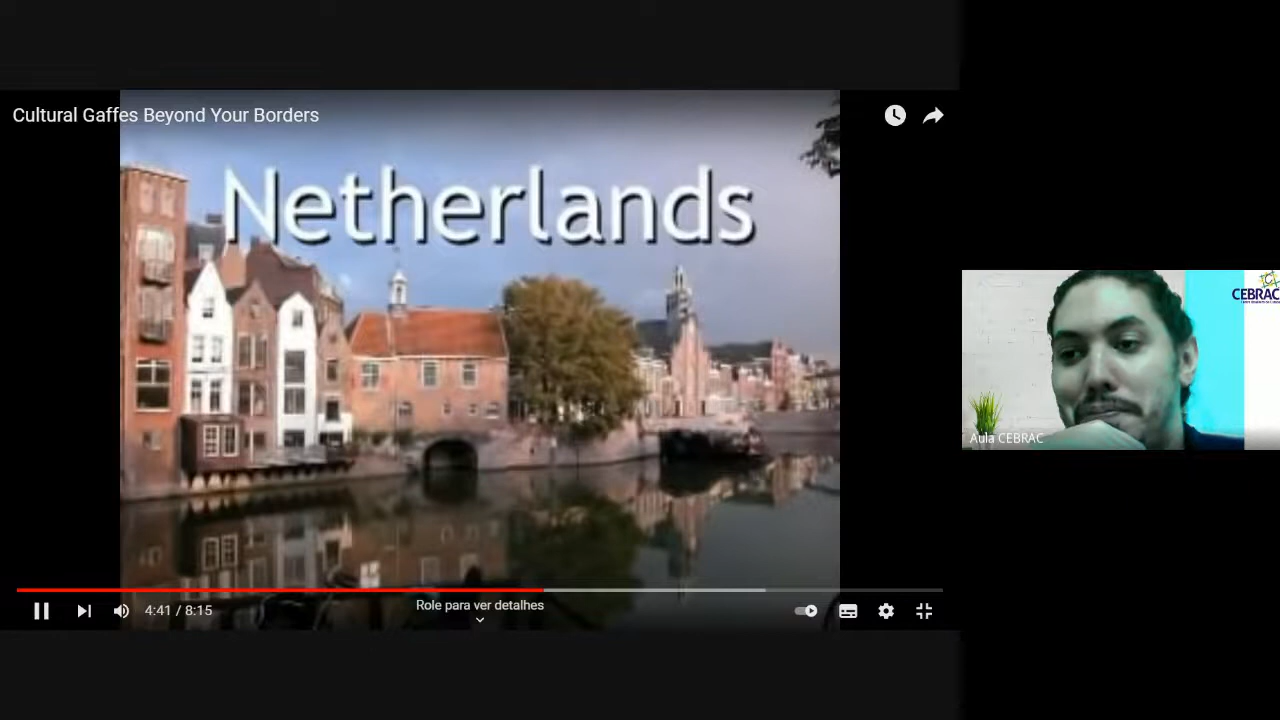 Cultural Gaffes Beyond Your Borders
Netherlands
CEBRAC
Aula CEBRAC
4:41 / 8:15
Role para ver detalhes